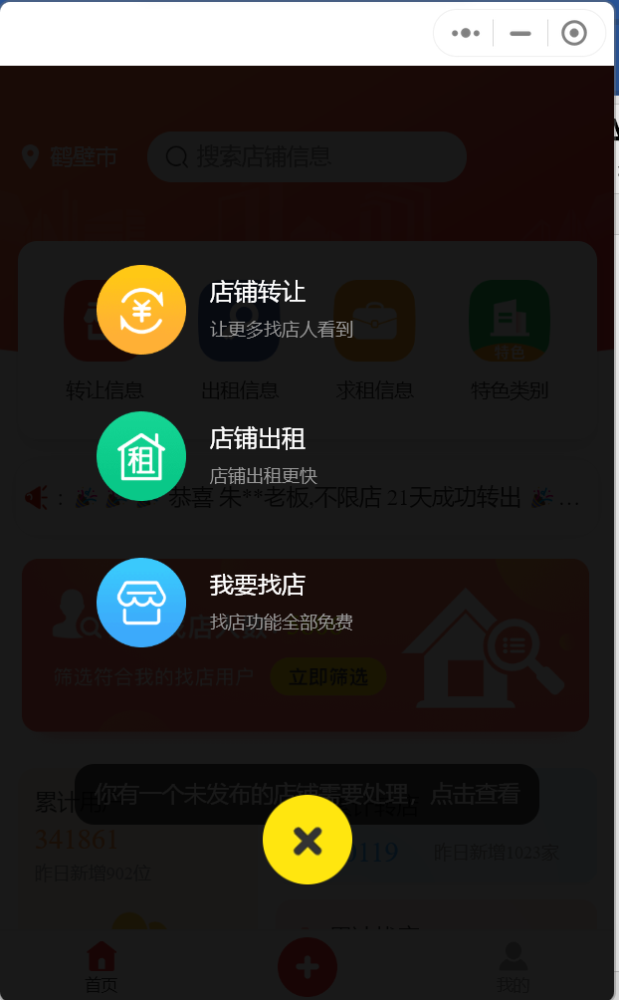 鹤壁市
搜索店铺信息
店铺转让
让更多找店人看到
特色
转让信息
出租信息
求租信息
特色类别
店铺出租
租
店铺出租更快
: 恭喜 朱**老板,不限店 21天成功转出 …
我要找店
找店功能全部免费
筛选符合我的找店用户
立即筛选
你有一个未发布的店铺需要处理，点击查看
累计用
341861
昨日新增902位
0119
昨日新增1023家
首页
我的